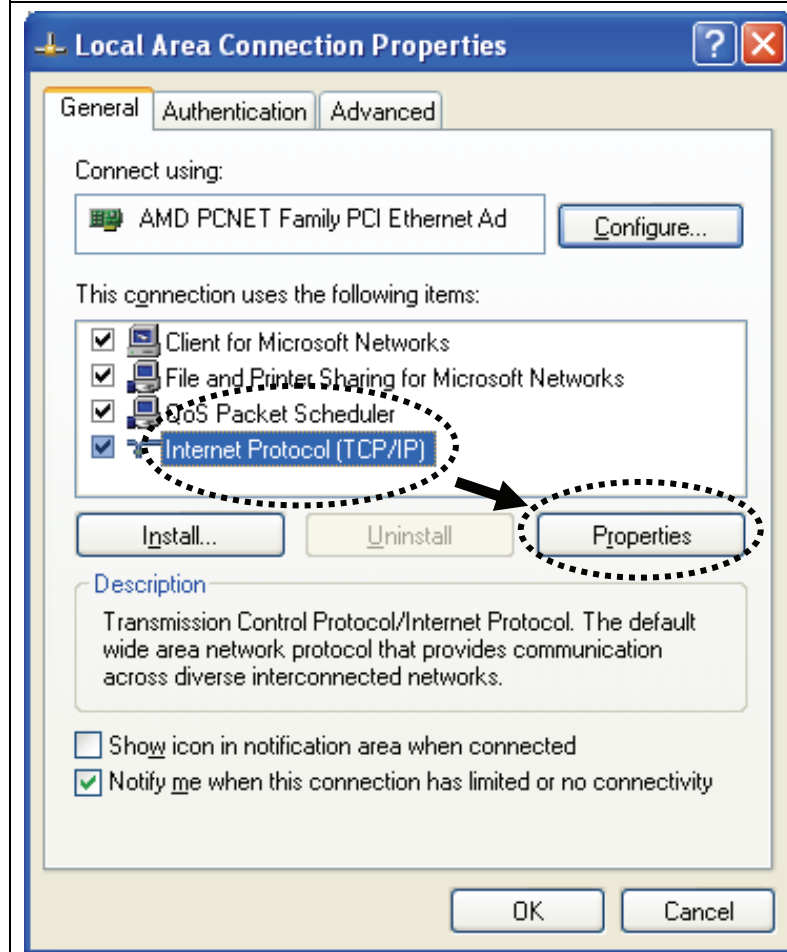 Local Area Connection Properties
General Authentication Advanced
Connect using:
AMD PCNET Family PCI Ethernet Ad Configure...
This connection uses the following items:
Client for Microsoft Networks
File and Printer Sharing for Microsoft Networks
QoS Packet Scheduler
Internet Protocol (TCP/IP)
Install... Uninstall Properties
Description
Transmission Control Protocol/Internet Protocol. The default
wide area network protocol that provides communication
across diverse interconnected networks.
Show icon in notification area when connected
Notify me when this connection has limited or no connectivity
OK Cancel